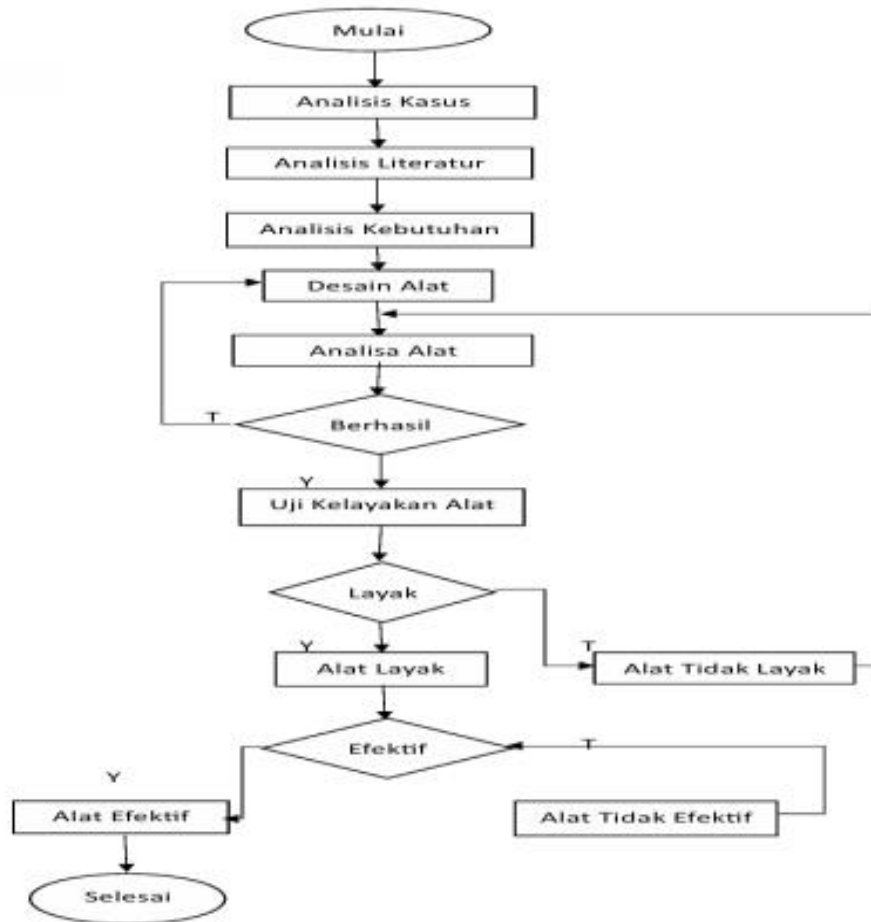 Mulai
Analisis Kasus
Analisis Literatur
Analisis Kebutuhan
Desain Alat
Analisa Alat
T
Berhasil
Y
Uji Kelayakan Alat
Layak
Y
T
Alat Layak
Alat Tidak Layak
Efektif
T
Y
Alat Efektif
Alat Tidak Efektif
Selesai